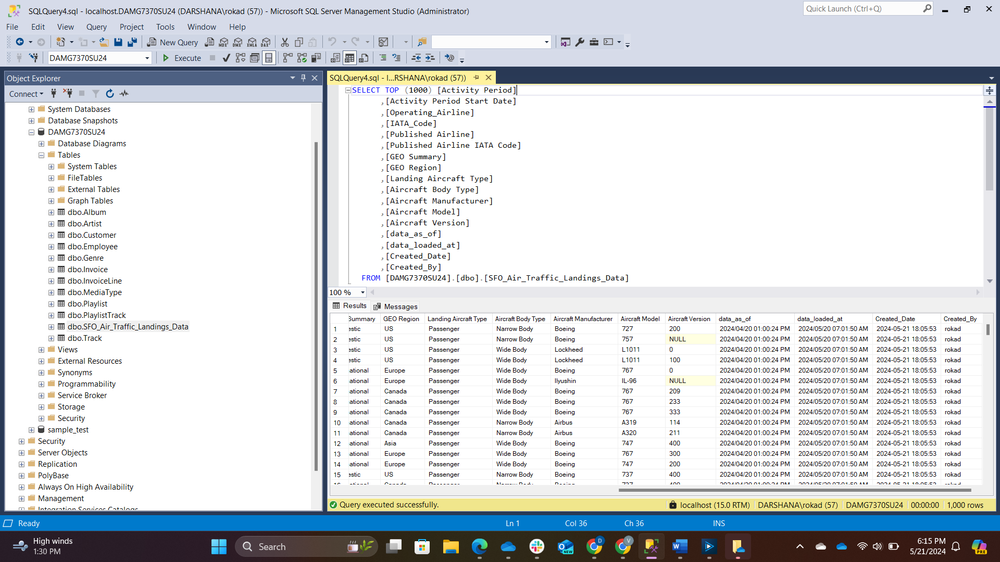 SQLQuery4.sql - localhost.DAMG7370SU24 (DARSHANA\rokad (57)) - Microsoft SQL Server Management Studio (Administrator)
Quick Launch (Ctrl+Q)
File Edit View Query Project Tools Window Help
New Query MDX DMX XMLA DAX
DAMG7370SU24 Execute
Object Explorer
Connect
System Databases
Database Snapshots
DAMG7370SU24
Database Diagrams
Tables
System Tables
FileTables
External Tables
Graph Tables
dbo.Album
dbo.Artist
dbo.Customer
dbo.Employee
dbo.Genre
dbo.Invoice
dbo.InvoiceLine
dbo.MediaType
dbo.Playlist
dbo.PlaylistTrack
dbo.SFO_Air_Traffic_Landings_Data
dbo.Track
Views
External Resources
Synonyms
Programmability
Service Broker
Storage
Security
sample_test
Security
Server Objects
Replication
PolyBase
Always On High Availability
Management
Integration Services Catalogs
SQLQuery4.sql - l...RSHANA\rokad (57))
SELECT TOP (1000) [Activity Period]
,[Activity Period Start Date]
,[Operating_Airline]
,[IATA_Code]
,[Published Airline]
,[Published Airline IATA Code]
,[GEO Summary]
,[GEO Region]
,[Landing Aircraft Type]
,[Aircraft Body Type]
,[Aircraft Manufacturer]
,[Aircraft Model]
,[Aircraft Version]
,[data_as_of]
,[data_loaded_at]
,[Created_Date]
,[Created_By]
FROM [DAMG7370SU24].[dbo].[SFO_Air_Traffic_Landings_Data]
100 %
Results Messages
Summary GEO Region Landing Aircraft Type Aircraft Body Type Aircraft Manufacturer Aircraft Model Aircraft Version data_as_of data_loaded_at Created_Date Created_By
1 estic US Passenger Narrow Body Boeing 727 200 2024/04/20 01:00:24 PM 2024/05/20 07:01:50 AM 2024-05-21 18:05:53 rokad
2 estic US Passenger Narrow Body Boeing 757 NULL 2024/04/20 01:00:24 PM 2024/05/20 07:01:50 AM 2024-05-21 18:05:53 rokad
3 estic US Passenger Wide Body Lockheed L1011 0 2024/04/20 01:00:24 PM 2024/05/20 07:01:50 AM 2024-05-21 18:05:53 rokad
4 estic US Passenger Wide Body Lockheed L1011 100 2024/04/20 01:00:24 PM 2024/05/20 07:01:50 AM 2024-05-21 18:05:53 rokad
5 ational Europe Passenger Wide Body Boeing 767 0 2024/04/20 01:00:24 PM 2024/05/20 07:01:50 AM 2024-05-21 18:05:53 rokad
6 ational Europe Passenger Wide Body Ilyushin IL-96 NULL 2024/04/20 01:00:24 PM 2024/05/20 07:01:50 AM 2024-05-21 18:05:53 rokad
7 ational Canada Passenger Wide Body Boeing 767 209 2024/04/20 01:00:24 PM 2024/05/20 07:01:50 AM 2024-05-21 18:05:53 rokad
8 ational Canada Passenger Wide Body Boeing 767 233 2024/04/20 01:00:24 PM 2024/05/20 07:01:50 AM 2024-05-21 18:05:53 rokad
9 ational Canada Passenger Wide Body Boeing 767 333 2024/04/20 01:00:24 PM 2024/05/20 07:01:50 AM 2024-05-21 18:05:53 rokad
10 ational Canada Passenger Narrow Body Airbus A319 114 2024/04/20 01:00:24 PM 2024/05/20 07:01:50 AM 2024-05-21 18:05:53 rokad
11 ational Canada Passenger Narrow Body Airbus A320 211 2024/04/20 01:00:24 PM 2024/05/20 07:01:50 AM 2024-05-21 18:05:53 rokad
12 ational Asia Passenger Wide Body Boeing 747 400 2024/04/20 01:00:24 PM 2024/05/20 07:01:50 AM 2024-05-21 18:05:53 rokad
13 ational Europe Passenger Wide Body Boeing 767 300 2024/04/20 01:00:24 PM 2024/05/20 07:01:50 AM 2024-05-21 18:05:53 rokad
14 ational Europe Passenger Wide Body Boeing 747 200 2024/04/20 01:00:24 PM 2024/05/20 07:01:50 AM 2024-05-21 18:05:53 rokad
15 estic US Passenger Narrow Body Boeing 737 400 2024/04/20 01:00:24 PM 2024/05/20 07:01:50 AM 2024-05-21 18:05:53 rokad
Query executed successfully. localhost (15.0 RTM) DARSHANA\rokad (57) DAMG7370SU24 00:00:00 1,000 rows
Ready Ln 1 Col 36 Ch 36 INS
High winds
1:30 PM
Search
NEW
D
V
6:15 PM
5/21/2024
PRE